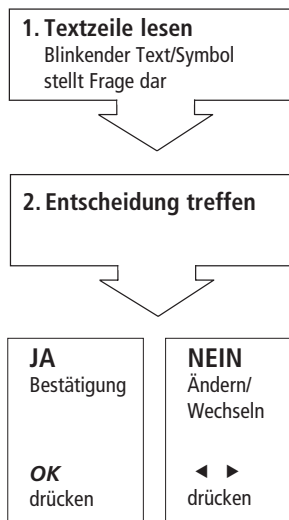 1. Textzeile lesen
Blinkender Text/Symbol
stellt Frage dar
2. Entscheidung treffen
JA
Bestätigung
OK
drücken
NEIN
Ändern/
Wechseln
◄ ►
drücken